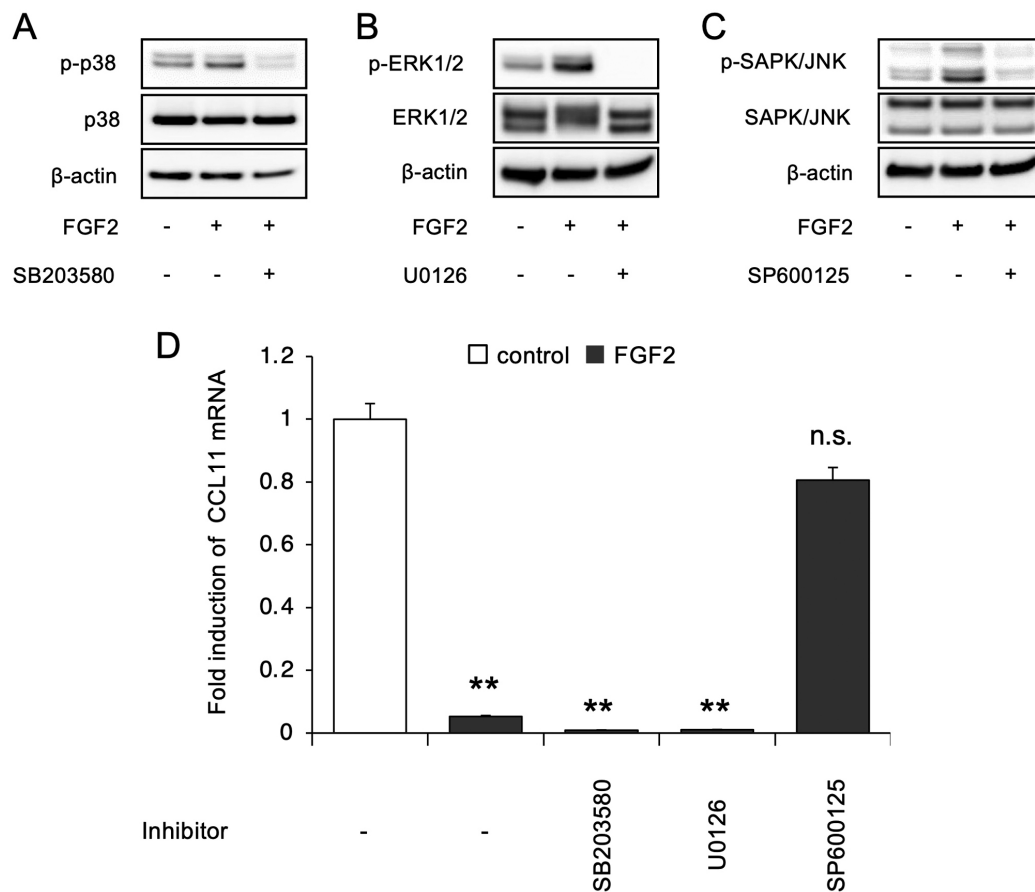 A
p-p38
p38
β-actin
FGF2 - + +
SB203580 - - +
B
p-ERK1/2
ERK1/2
β-actin
FGF2 - + +
U0126 - - +
C
p-SAPK/JNK
SAPK/JNK
β-actin
FGF2 - + +
SP600125 - - +
D
control FGF2
Fold induction of CCL11 mRNA
1.2
1
0.8
0.6
0.4
0.2
0
**
**
**
n.s.
Inhibitor - - SB203580 U0126 SP600125